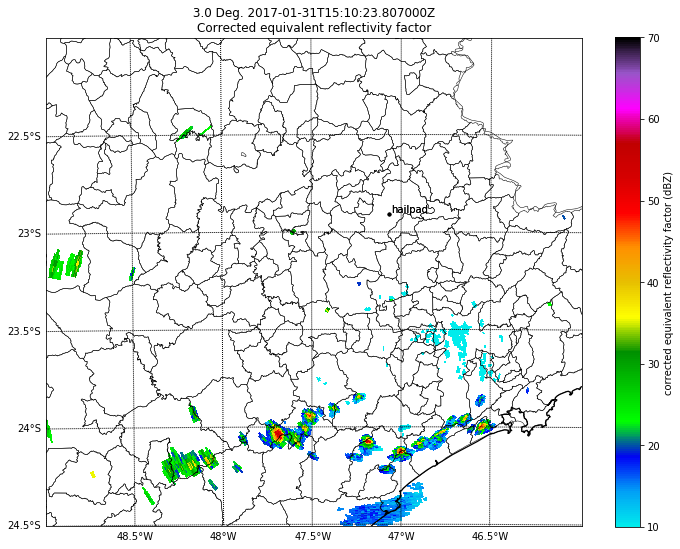 3.0 Deg. 2017-01-31T15:10:23.807000Z
Corrected equivalent reflectivity factor
22.5°S
23°S
23.5°S
24°S
24.5°S
hailpad
48.5°W
48°W
47.5°W
47°W
46.5°W
70
60
50
40
30
20
10
corrected equivalent reflectivity factor (dBZ)